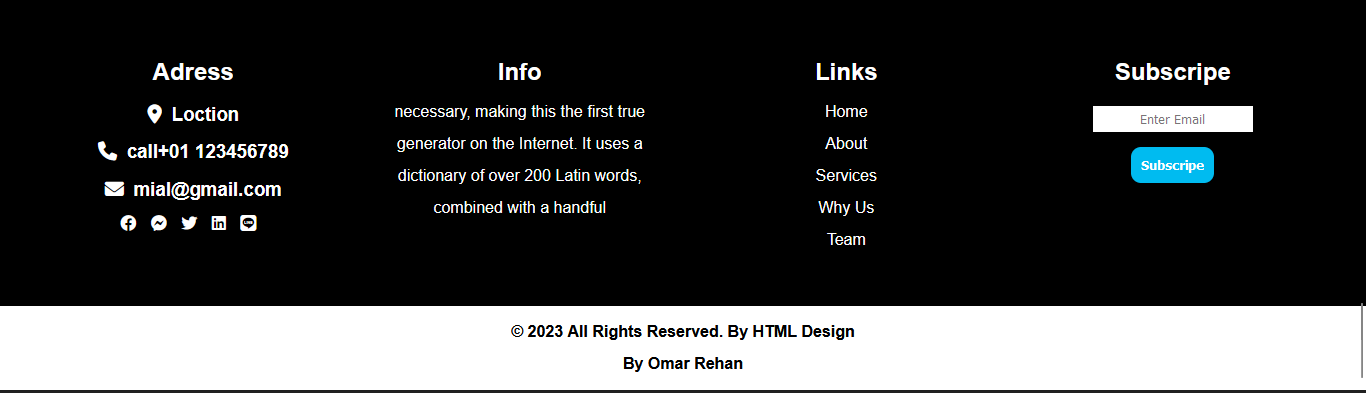 Adress
Loction
call+01 123456789
mial@gmail.com
Info
necessary, making this the first true
generator on the Internet. It uses a
dictionary of over 200 Latin words,
combined with a handful
Links
Home
About
Services
Why Us
Team
Subscripe
Enter Email
Subscripe
© 2023 All Rights Reserved. By HTML Design
By Omar Rehan